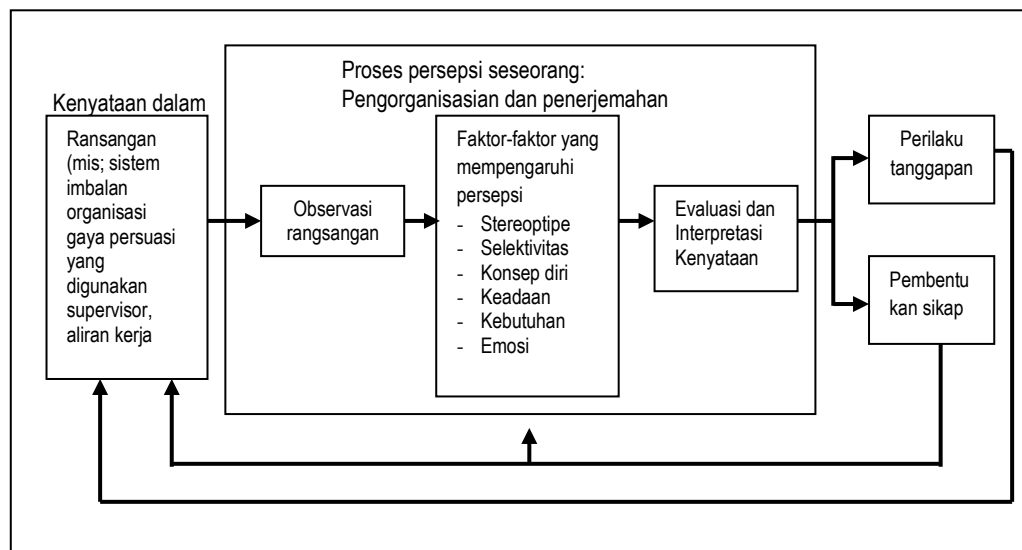 Proses persepsi seseorang:
Pengorganisasian dan penerjemahan
Kenyataan dalam
Ransangan
(mis; sistem
imbalan
organisasi
gaya persuasi
yang
digunakan
supervisor,
aliran kerja
Observasi
rangsangan
Faktor-faktor yang
mempengaruhi
persepsi
- Stereoptipe
- Selektivitas
- Konsep diri
- Keadaan
- Kebutuhan
- Emosi
Evaluasi dan
Interpretasi
Kenyataan
Perilaku
tanggapan
Pembentu
kan sikap